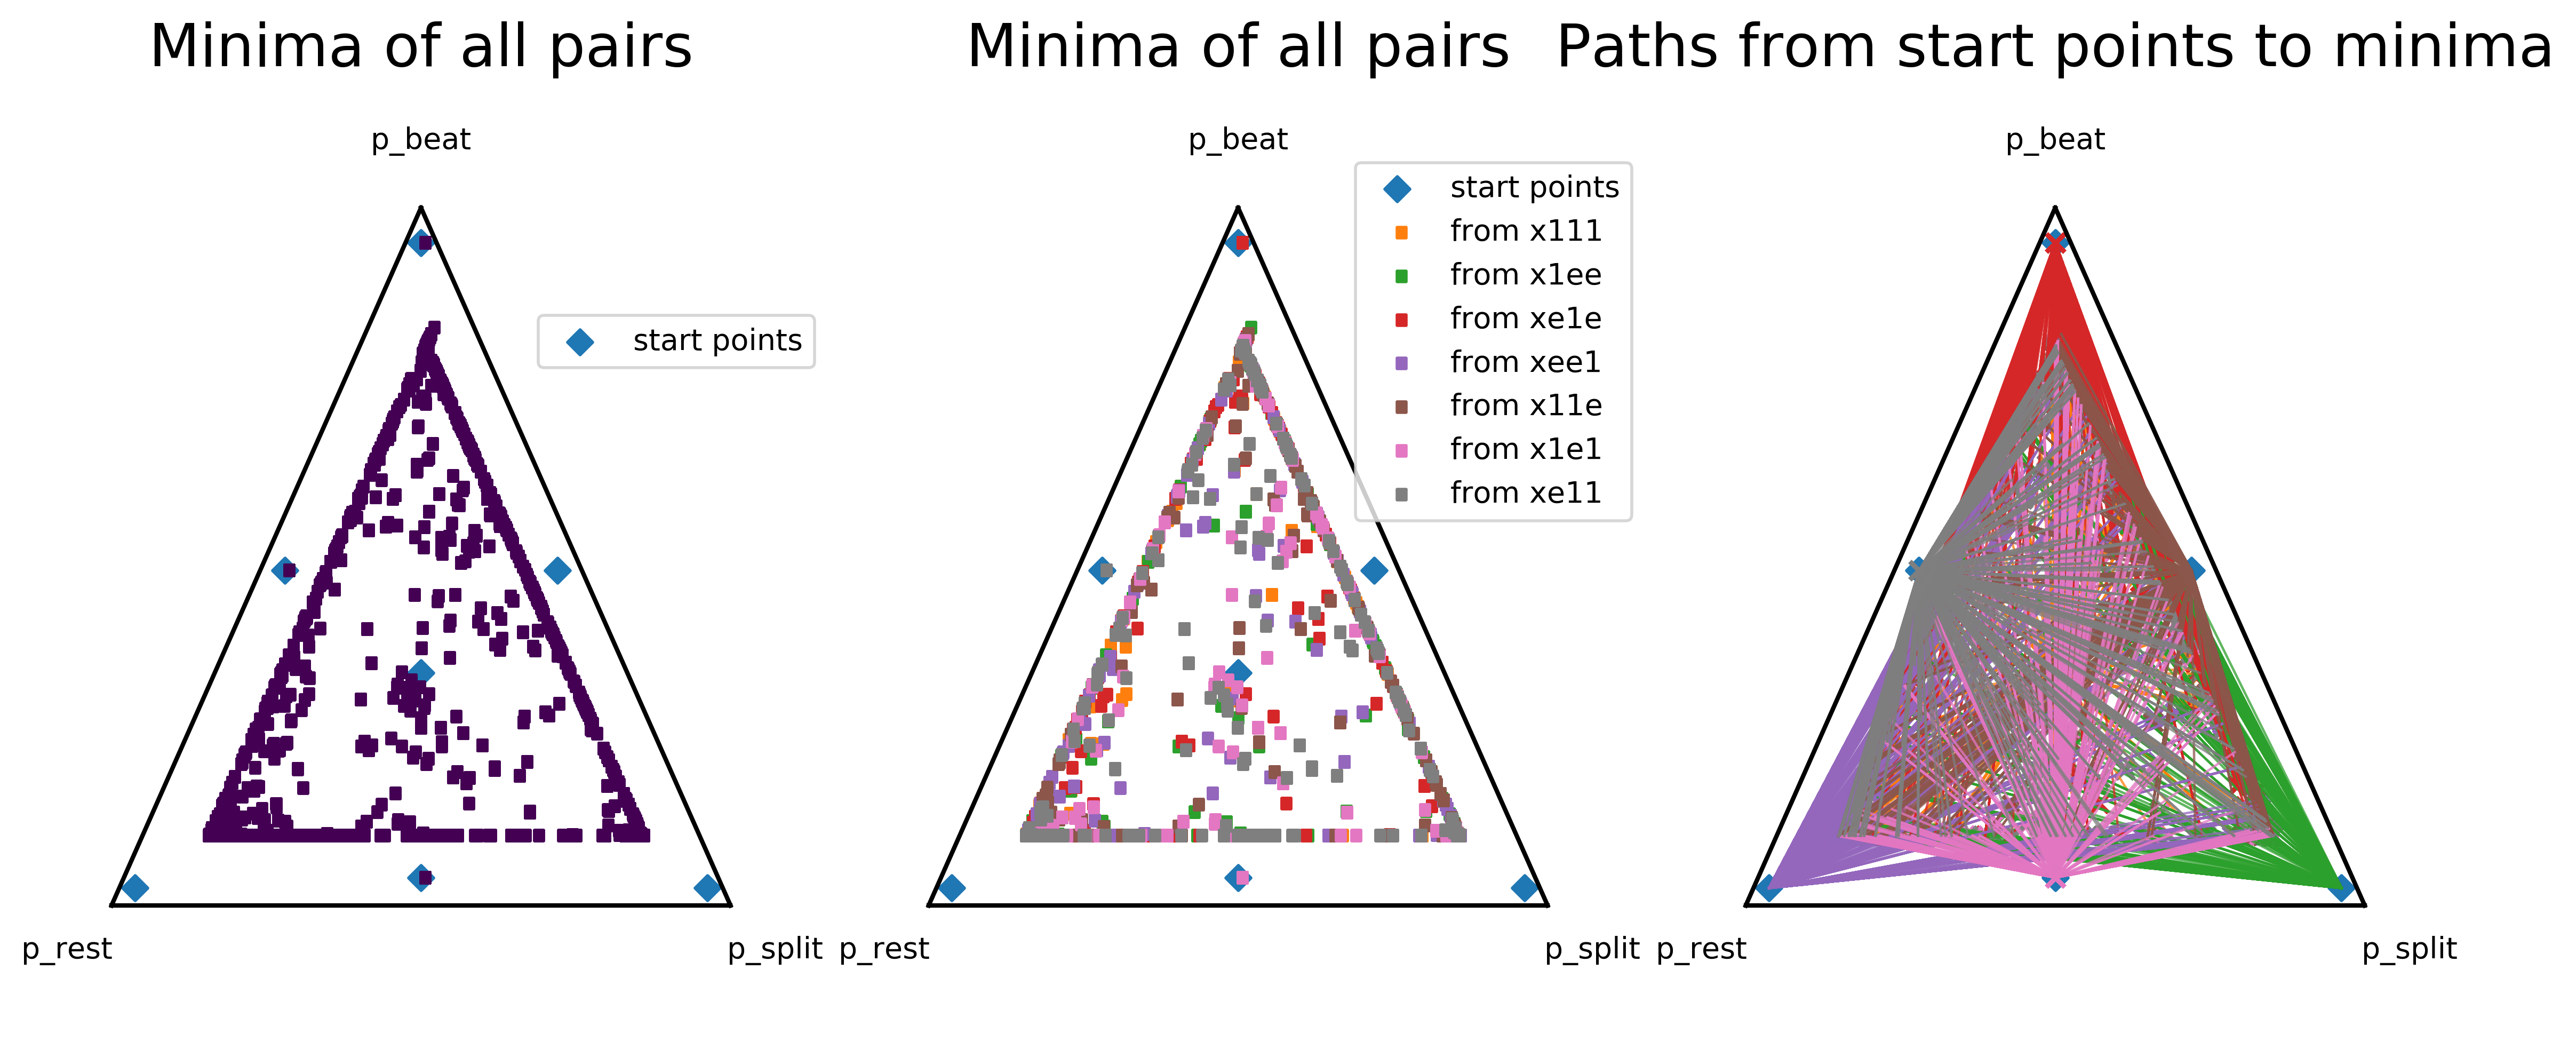 Minima of all pairs
p_beat
start points
p_rest
p_split
Minima of all pairs
p_beat
start points
from x111
from x1ee
from xe1e
from xee1
from x11e
from x1e1
from xe11
p_rest
p_split
Paths from start points to minima
p_beat
p_rest
p_split